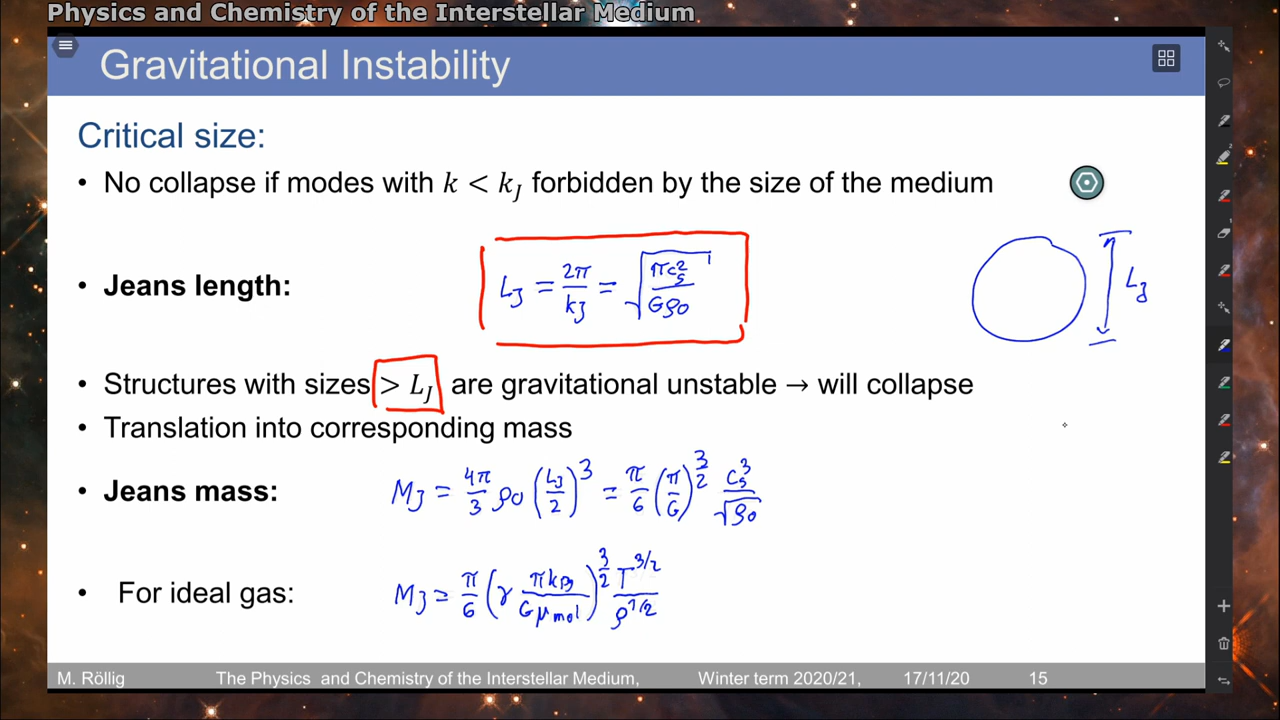 Physics and Chemistry of the Interstellar Medium
Gravitational Instability
Critical size:
• No collapse if modes with k < k_J forbidden by the size of the medium
• Jeans length: L_J = 2π/k_J = √(πc_s²/Gρ₀)
L_J
• Structures with sizes > L_J are gravitational unstable → will collapse
• Translation into corresponding mass
• Jeans mass: M_J = 4π/3 ρ₀ (L_J/2)³ = π/6 (π/G)^(3/2) c_s³/√ρ₀
• For ideal gas: M_J = π/6 (γ πk_B/Gμ_mol)^(3/2) T^(3/2)/ρ^(1/2)
M. Röllig The Physics and Chemistry of the Interstellar Medium, Winter term 2020/21, 17/11/20 15